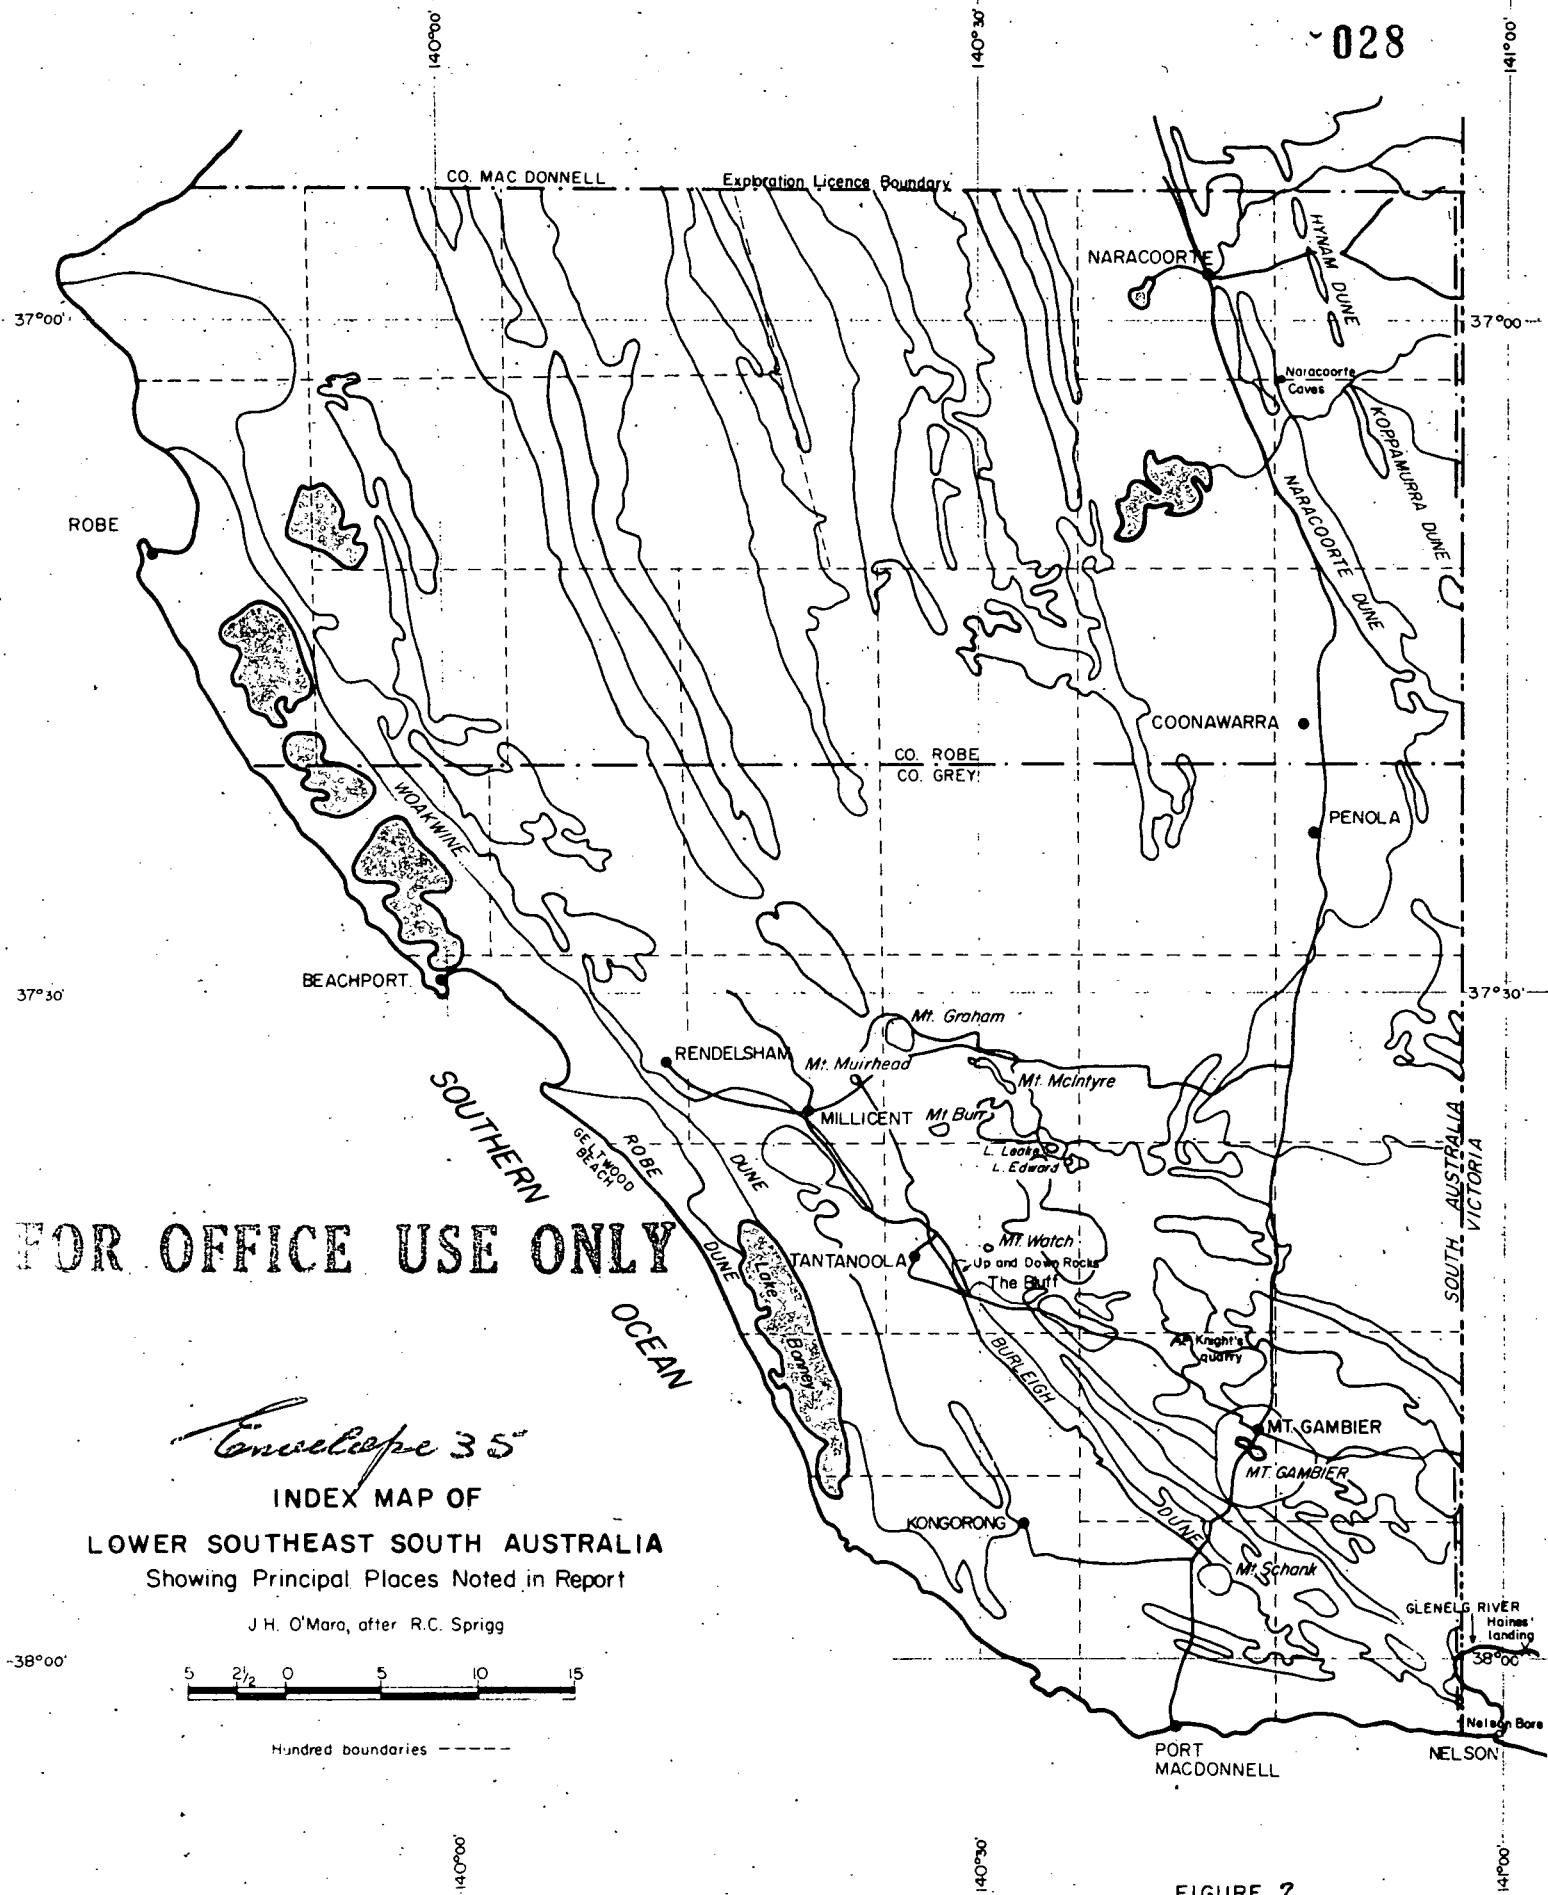 140°00'
140°30'
141°00'
028
CO. MAC DONNELL
Exploration Licence Boundary
NARACOORTE
HYNAM DUNE
37°00'
37°00'
Naracoorte
Caves
KOPPAMURRA DUNE
NARACOORTE DUNE
ROBE
COONAWARRA
CO. ROBE
CO. GREY
PENOLA
WOAKWINE
BEACHPORT
37°30'
37°30'
Mt. Graham
RENDELSHAM
Mt. Muirhead
Mt. McIntyre
MILLICENT
Mt Burr
L. Leake
L. Edward
SOUTHERN
OCEAN
GELTWOOD
BEACH
ROBE
DUNE
DUNE
SOUTH AUSTRALIA
VICTORIA
FOR OFFICE USE ONLY
Mt. Watch
TANTANOOLA
Up and Down Rocks
The Bluff
Lake
Bonney
BURLEIGH
DUNE
Knight's
quarry
MT. GAMBIER
MT. GAMBIER
Envelope 35
INDEX MAP OF
LOWER SOUTHEAST SOUTH AUSTRALIA
Showing Principal Places Noted in Report
J.H. O'Mara, after R.C. Sprigg
KONGORONG
Mt. Schank
GLENELG RIVER
Haines'
landing
38°00'
38°00'
5 2½ 0 5 10 15
Hundred boundaries -----
Nelson Bore
PORT
MACDONNELL
NELSON
140°00'
140°30'
141°00'
FIGURE 2